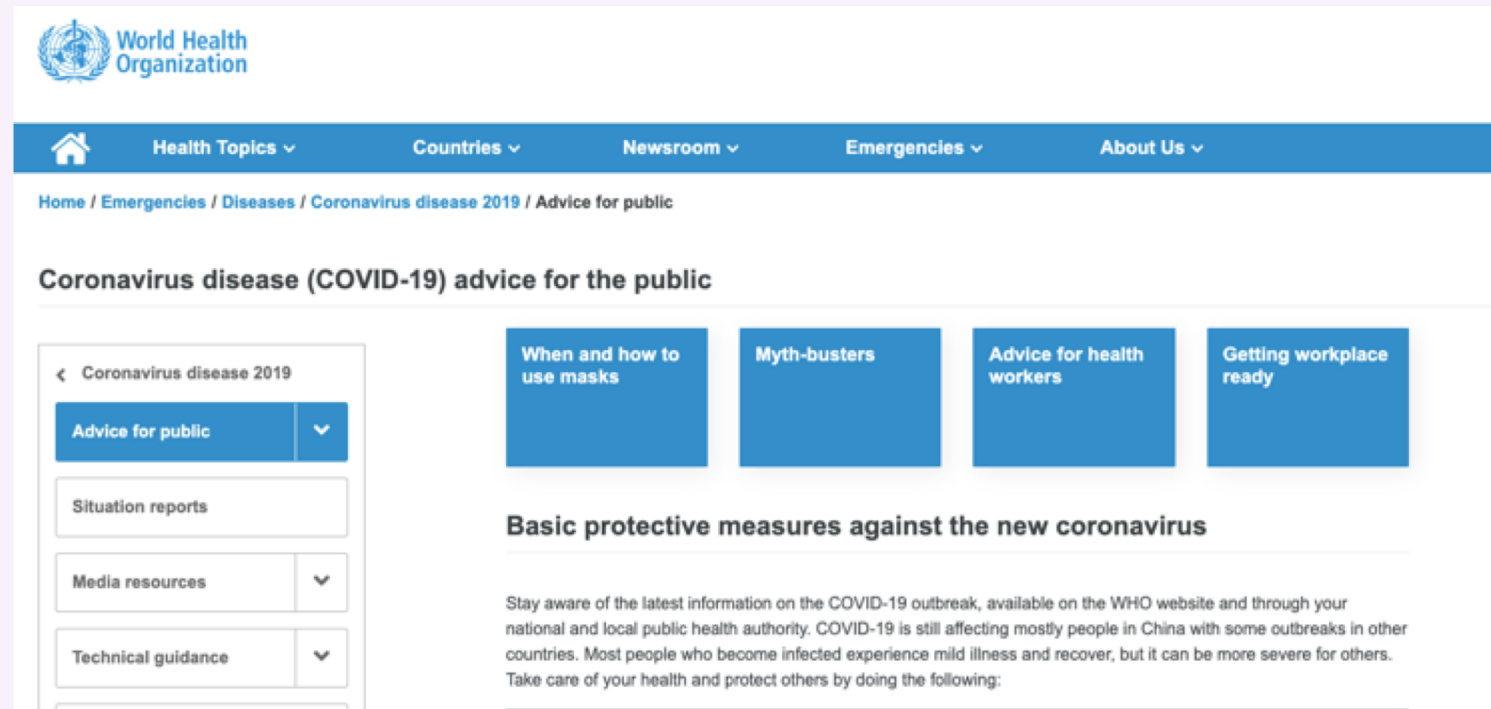 World Health
Organization
Health Topics
Countries
Newsroom
Emergencies
About Us
Home / Emergencies / Diseases / Coronavirus disease 2019 / Advice for public
Coronavirus disease (COVID-19) advice for the public
Coronavirus disease 2019
Advice for public
Situation reports
Media resources
Technical guidance
When and how to
use masks
Myth-busters
Advice for health
workers
Getting workplace
ready
Basic protective measures against the new coronavirus
Stay aware of the latest information on the COVID-19 outbreak, available on the WHO website and through your
national and local public health authority. COVID-19 is still affecting mostly people in China with some outbreaks in other
countries. Most people who become infected experience mild illness and recover, but it can be more severe for others.
Take care of your health and protect others by doing the following: